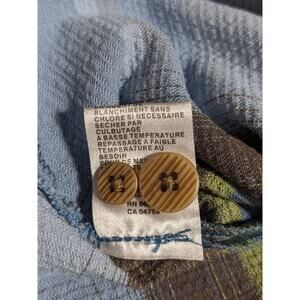 BLANCHIMENT SANS
CHLORE SI NECESSAIRE
SECHER PAR
CULBUTAGE
A BASSE TEMPERATURE
REPASSAGE A FAIBLE
TEMPERATURE AU
BESOIN
CA 04754